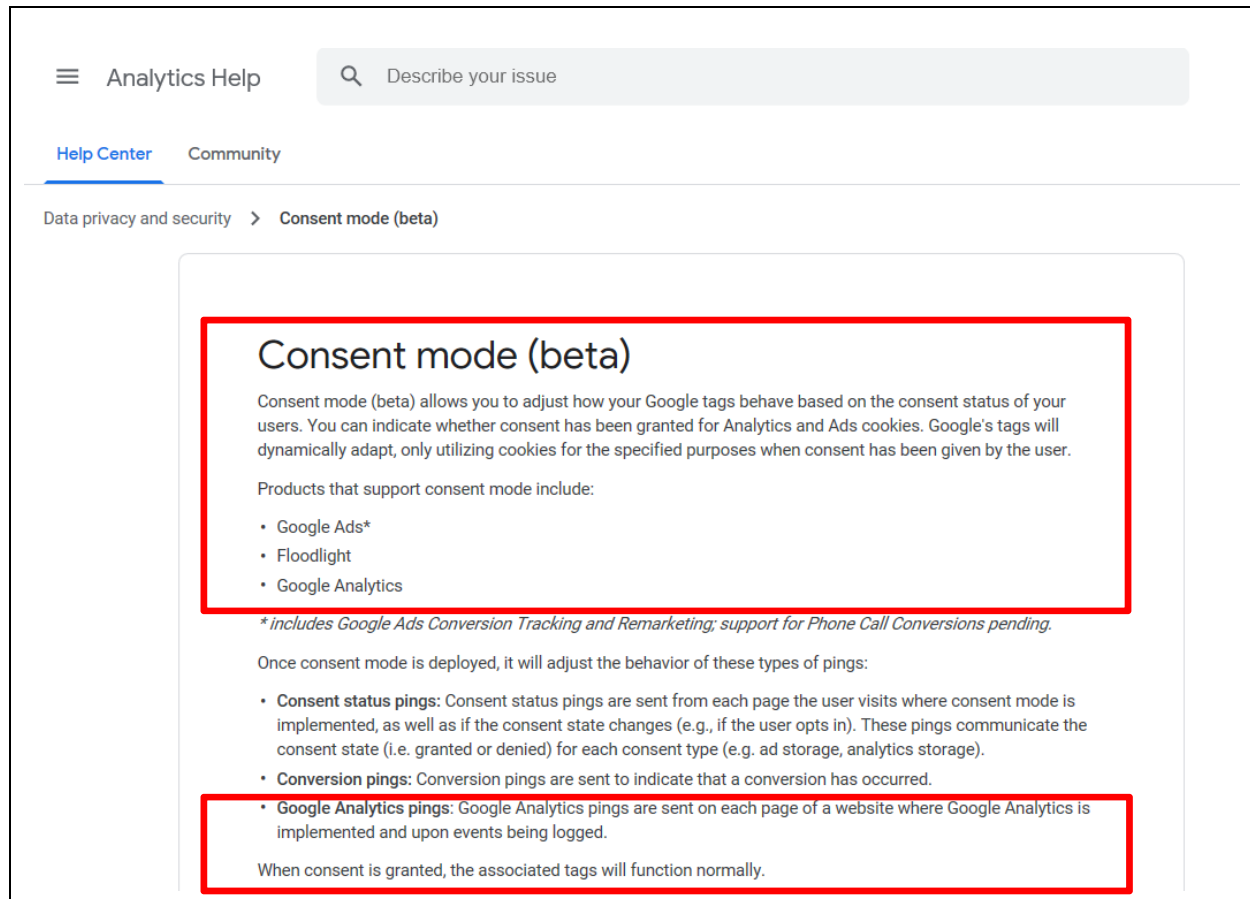 Analytics Help
Describe your issue
Help Center Community
Data privacy and security > Consent mode (beta)
Consent mode (beta)
Consent mode (beta) allows you to adjust how your Google tags behave based on the consent status of your
users. You can indicate whether consent has been granted for Analytics and Ads cookies. Google's tags will
dynamically adapt, only utilizing cookies for the specified purposes when consent has been given by the user.
Products that support consent mode include:
• Google Ads*
• Floodlight
• Google Analytics
* includes Google Ads Conversion Tracking and Remarketing; support for Phone Call Conversions pending.
Once consent mode is deployed, it will adjust the behavior of these types of pings:
• Consent status pings: Consent status pings are sent from each page the user visits where consent mode is
implemented, as well as if the consent state changes (e.g., if the user opts in). These pings communicate the
consent state (i.e. granted or denied) for each consent type (e.g. ad storage, analytics storage).
• Conversion pings: Conversion pings are sent to indicate that a conversion has occurred.
• Google Analytics pings: Google Analytics pings are sent on each page of a website where Google Analytics is
implemented and upon events being logged.
When consent is granted, the associated tags will function normally.